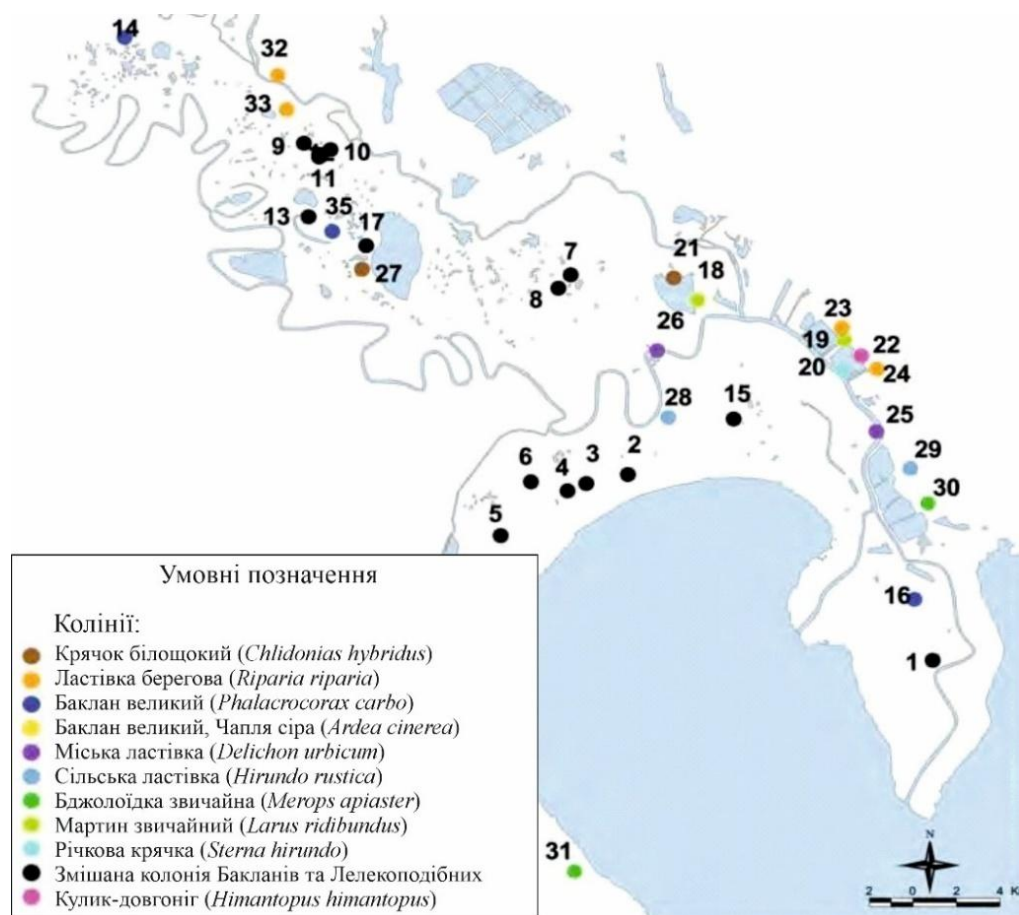 14
32
33
9
10
11
13
35
17
27
7
21
18
8
26
23
19
22
20
24
28
15
25
2
29
6
4
3
30
5
16
1
31
Умовні позначення
Колінії:
Крячок білощокий (Chlidonias hybridus)
Ластівка берегова (Riparia riparia)
Баклан великий (Phalacrocorax carbo)
Баклан великий, Чапля сіра (Ardea cinerea)
Міська ластівка (Delichon urbicum)
Сільська ластівка (Hirundo rustica)
Бджолоїдка звичайна (Merops apiaster)
Мартин звичайний (Larus ridibundus)
Річкова крячка (Sterna hirundo)
Змішана колонія Бакланів та Лелекоподібних
Кулик-довгоніг (Himantopus himantopus)
N
2 0 2 4